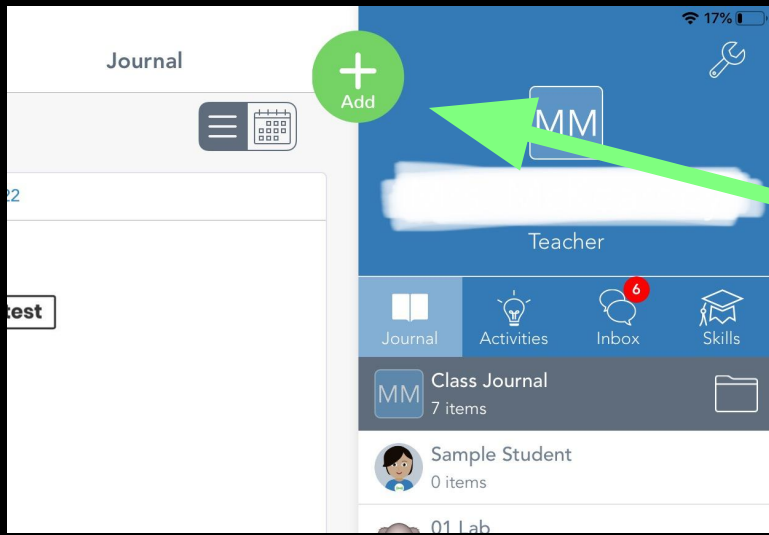 17%
Journal
Add
MM
22
Teacher
test
6
Journal Activities Inbox Skills
MM
Class Journal
7 items
Sample Student
0 items
01 Lab